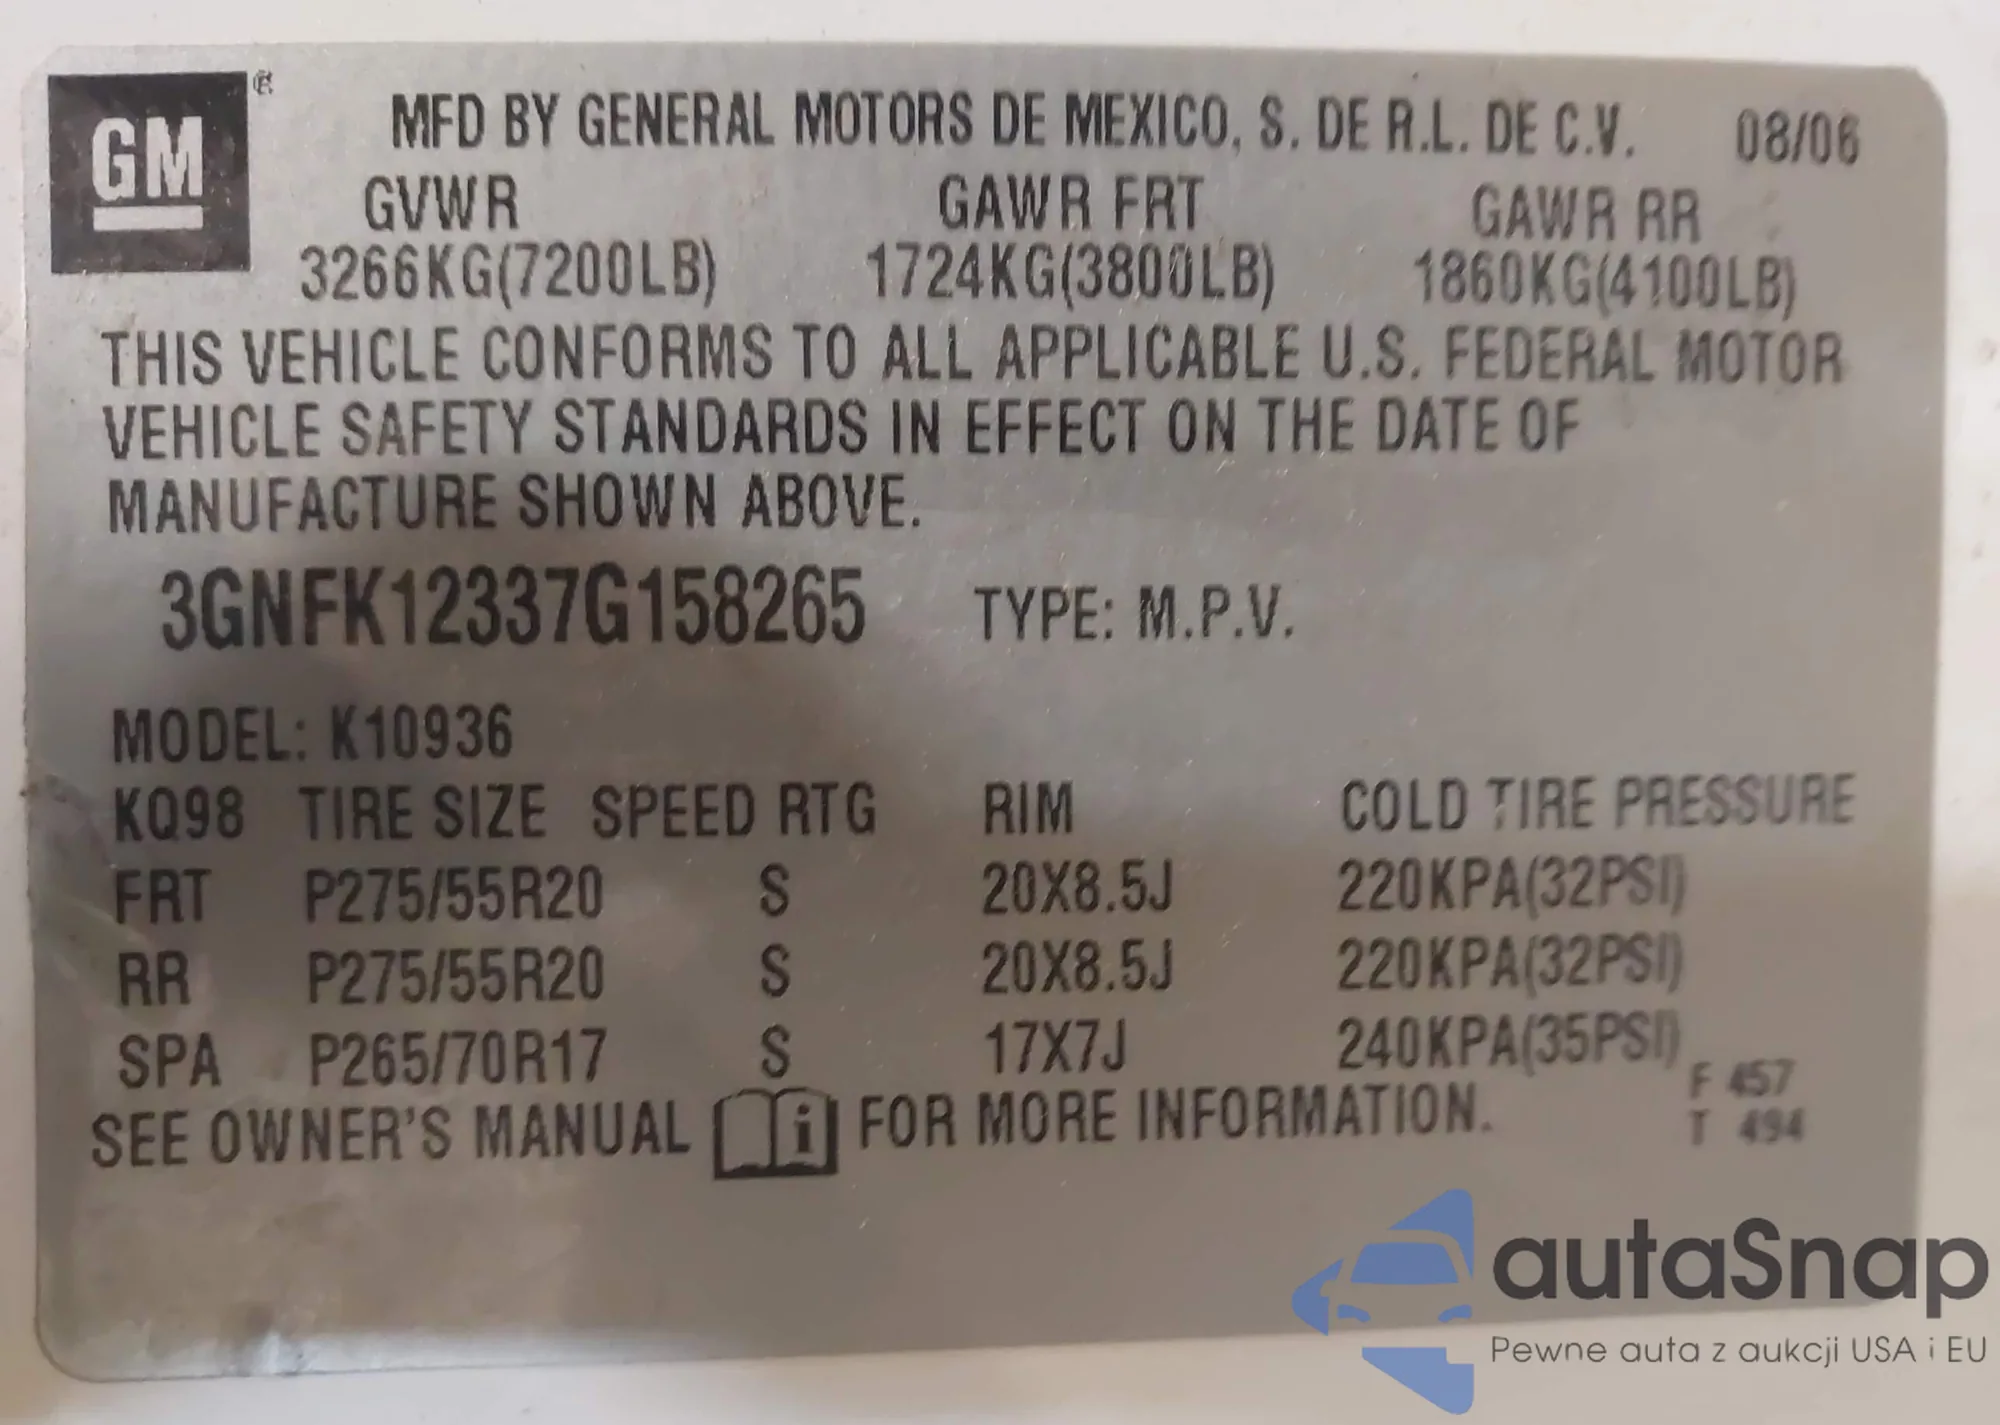 GM ®
MFD BY GENERAL MOTORS DE MEXICO, S. DE R.L. DE C.V. 08/06
GVWR GAWR FRT GAWR RR
3266KG(7200LB) 1724KG(3800LB) 1860KG(4100LB)
THIS VEHICLE CONFORMS TO ALL APPLICABLE U.S. FEDERAL MOTOR
VEHICLE SAFETY STANDARDS IN EFFECT ON THE DATE OF
MANUFACTURE SHOWN ABOVE.
3GNFK12337G158265 TYPE: M.P.V.
MODEL: K10936
KQ98 TIRE SIZE SPEED RTG RIM COLD TIRE PRESSURE
FRT P275/55R20 S 20X8.5J 220KPA(32PSI)
RR P275/55R20 S 20X8.5J 220KPA(32PSI)
SPA P265/70R17 S 17X7J 240KPA(35PSI)
F 457
T 494
SEE OWNER'S MANUAL i FOR MORE INFORMATION.
autaSnap
Pewne auta z aukcji USA i EU